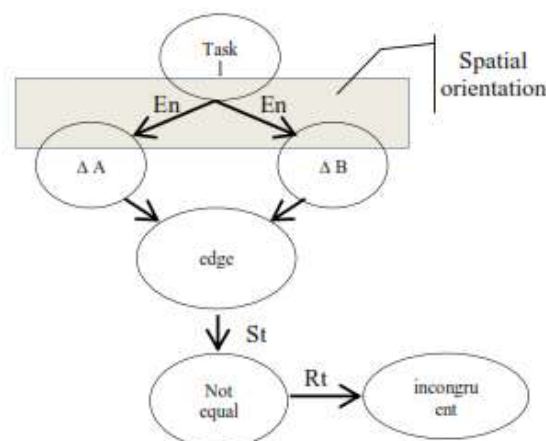 Task
1
Spatial
orientation
En
En
Δ A
Δ B
edge
St
Not
equal
Rt
incongru
ent